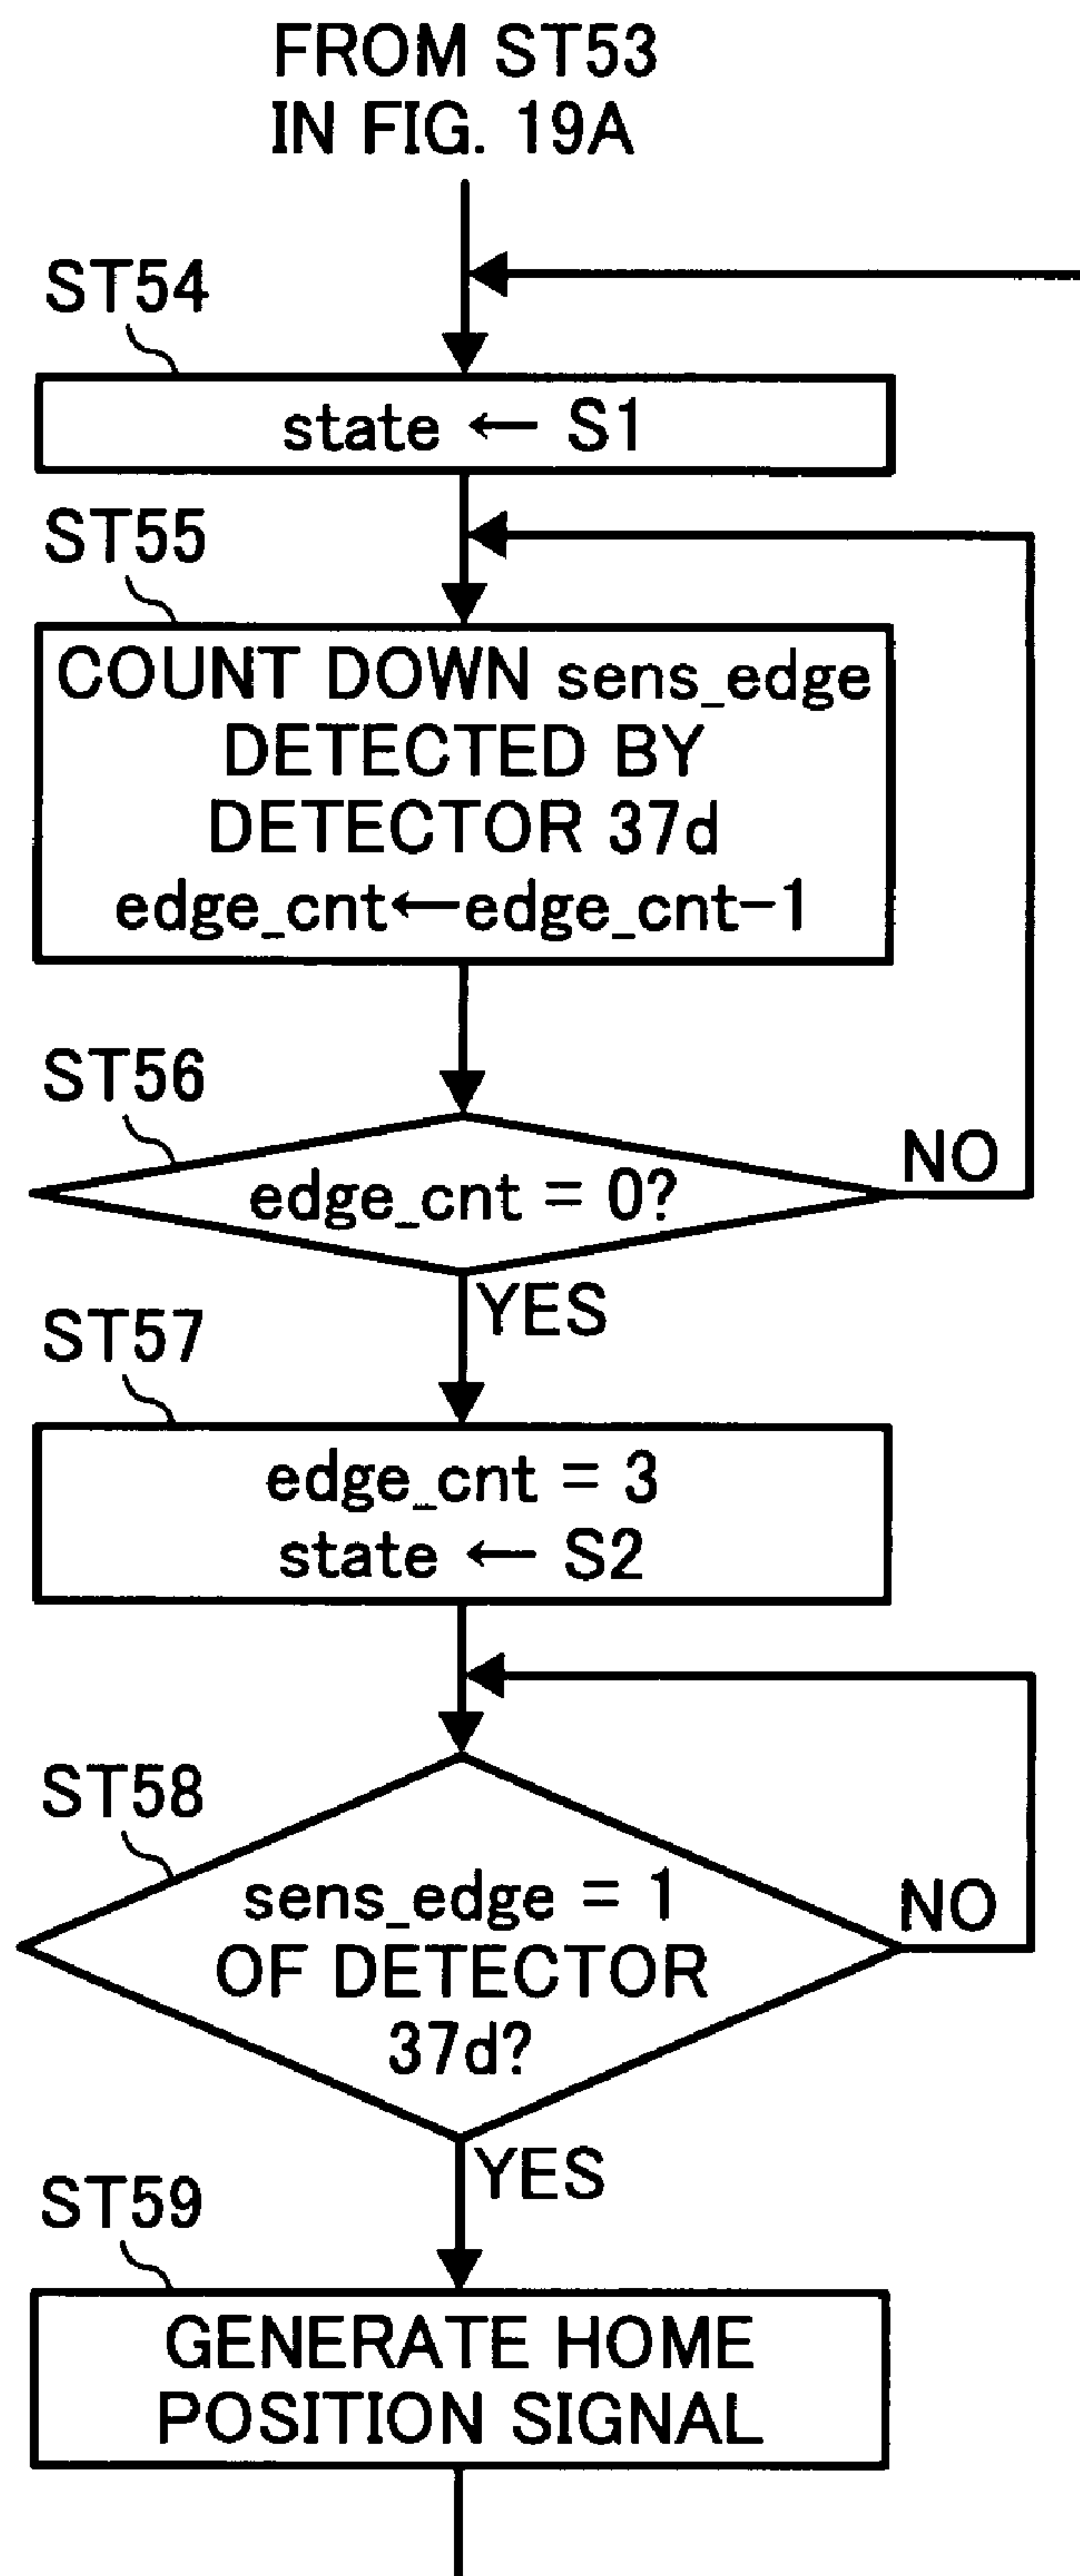 FROM ST53
IN FIG. 19A
ST54
state ← S1
ST55
COUNT DOWN sens_edge
DETECTED BY
DETECTOR 37d
edge_cnt←edge_cnt-1
ST56
edge_cnt = 0?
NO
YES
ST57
edge_cnt = 3
state ← S2
ST58
sens_edge = 1
OF DETECTOR
37d?
NO
YES
ST59
GENERATE HOME
POSITION SIGNAL